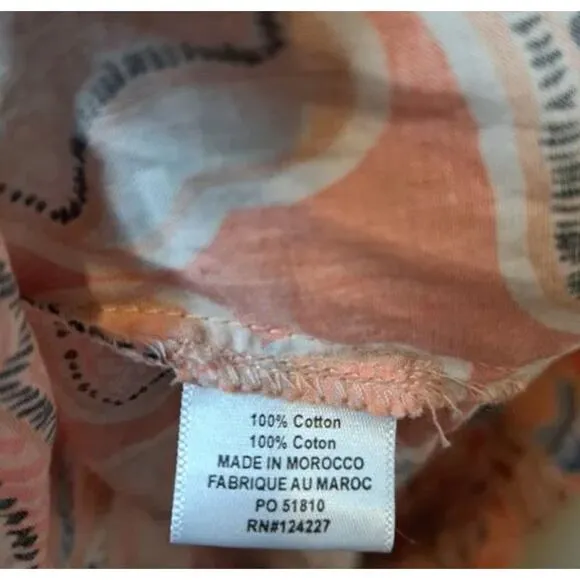 100% Cotton
100% Coton
MADE IN MOROCCO
FABRIQUE AU MAROC
PO 51810
RN#124227